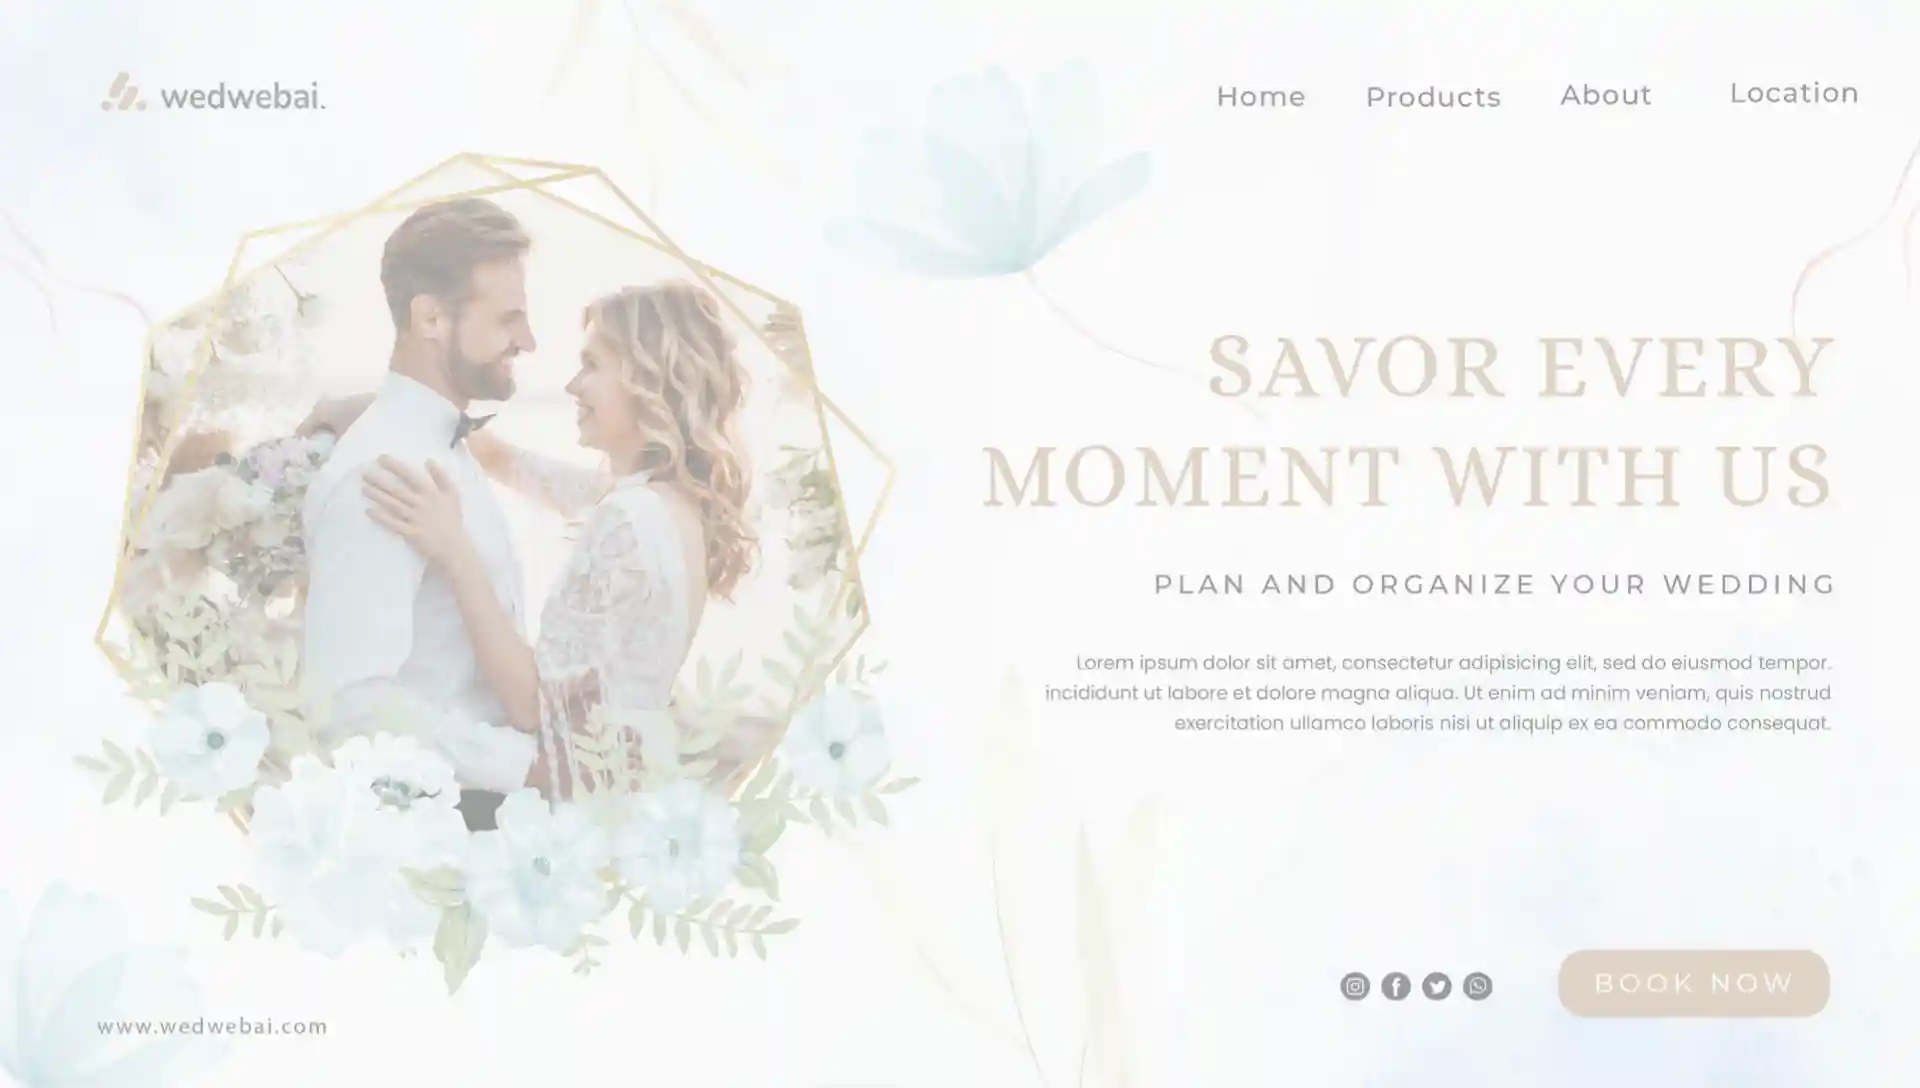 wedwebai.
Home Products About Location
SAVOR EVERY
MOMENT WITH US
PLAN AND ORGANIZE YOUR WEDDING
Lorem ipsum dolor sit amet, consectetur adipisicing elit, sed do eiusmod tempor.
incididunt ut labore et dolore magna aliqua. Ut enim ad minim veniam, quis nostrud
exercitation ullamco laboris nisi ut aliquip ex ea commodo consequat.
BOOK NOW
www.wedwebai.com